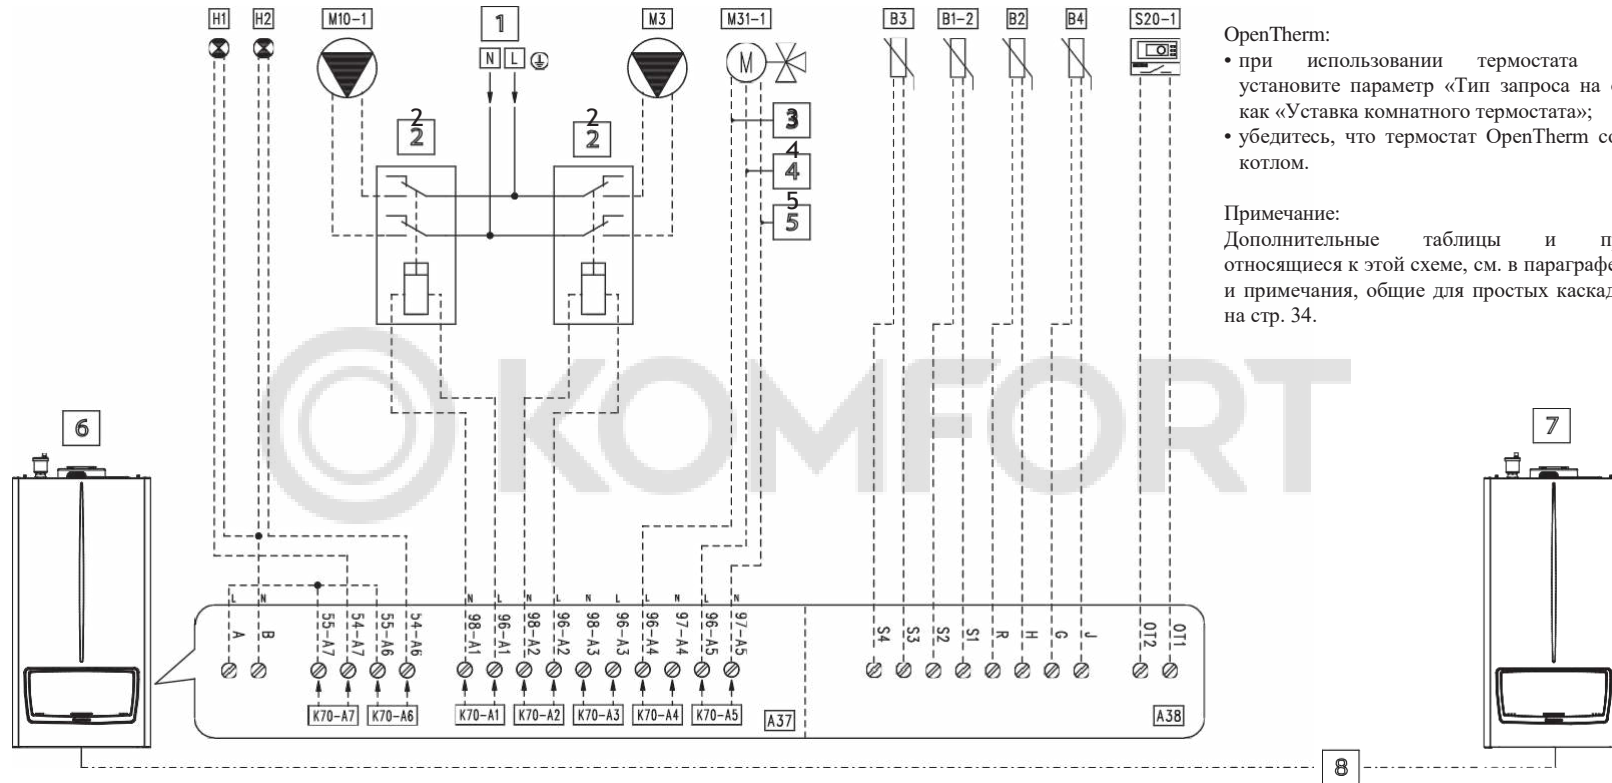 H1 H2 M10-1 1 M3 M31-1 B3 B1-2 B2 B4 S20-1
N L
M
2 2
2 2
3
4
4
5
5
OpenTherm:
• при использовании термостата
установите параметр «Тип запроса на
как «Уставка комнатного термостата»;
• убедитесь, что термостат OpenTherm
котлом.
Примечание:
Дополнительные таблицы и
относящиеся к этой схеме, см. в параграфе
и примечания, общие для простых
на стр. 34.
KOMFORT
6 7
L N N L N L N L L N L N
A B 55-A7 54-A7 55-A6 54-A6 98-A1 96-A1 98-A2 96-A2 98-A3 96-A3 96-A4 97-A4 96-A5 97-A5 S4 S3 S2 S1 R H G J OT2 OT1
K70-A7 K70-A6 K70-A1 K70-A2 K70-A3 K70-A4 K70-A5 A37 A38
8